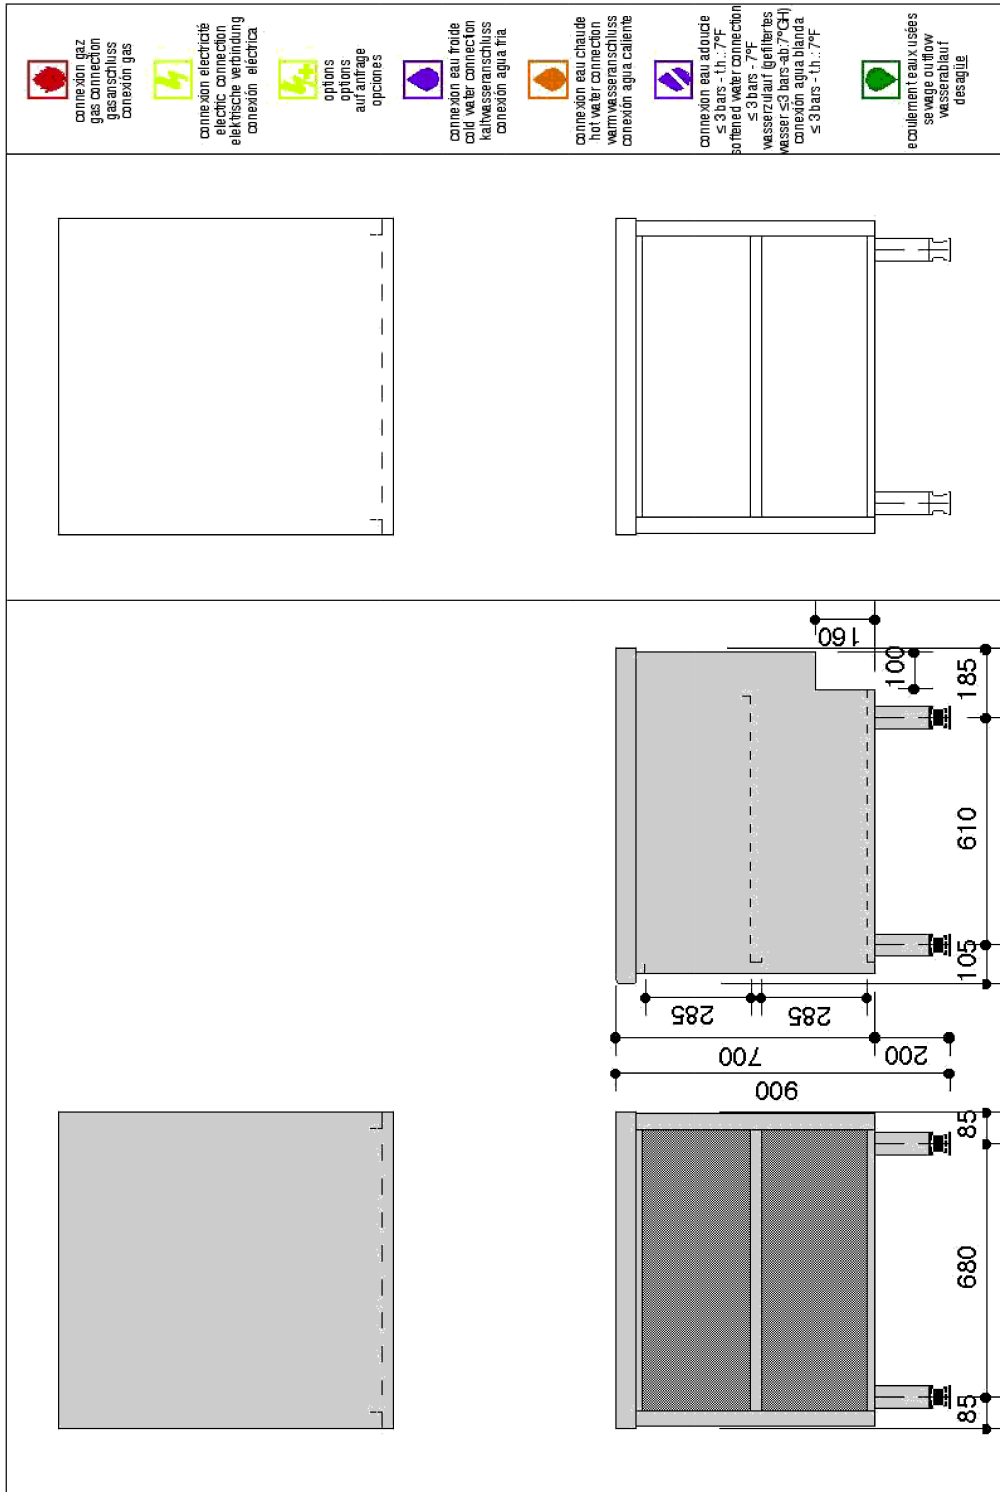 connexion gaz
gas connection
gasanschluss
conexión gas
connexion electricité
electric connection
elektrische verbindung
conexión eléctrica
options
options
auf anfrage
opciones
connexion eau froide
cold water connection
kaltwasseranschluss
conexión agua fria
connexion eau chaude
hot water connection
warmwasseranschluss
conexión agua caliente
connexion eau adoucie
≤ 3 bars - t.h.: 7°F
softened water connection
≤ 3 bars - 7°F
wasserzulauf (gefiltertes
wasser ≤3 bars-ab.7°GH)
conexión agua blanda
≤ 3 bars - t.h.: 7°F
ecoulement eaux usées
sewage outflow
wasserablauf
desagüe
160
100
185
610
105
285
285
700
200
900
85
680
85